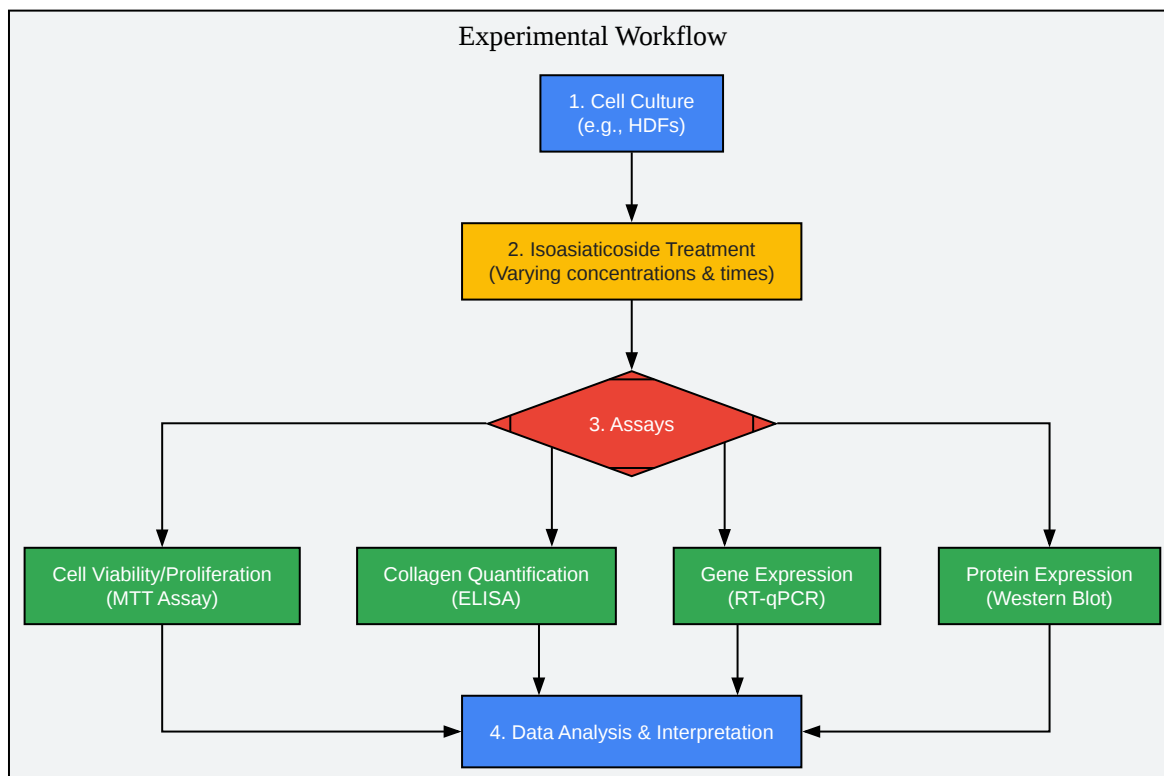 Experimental Workflow
1. Cell Culture
(e.g., HDFs)
2. Isoasiaticoside Treatment
(Varying concentrations & times)
3. Assays
Cell Viability/Proliferation
(MTT Assay)
Collagen Quantification
(ELISA)
Gene Expression
(RT-qPCR)
Protein Expression
(Western Blot)
4. Data Analysis & Interpretation